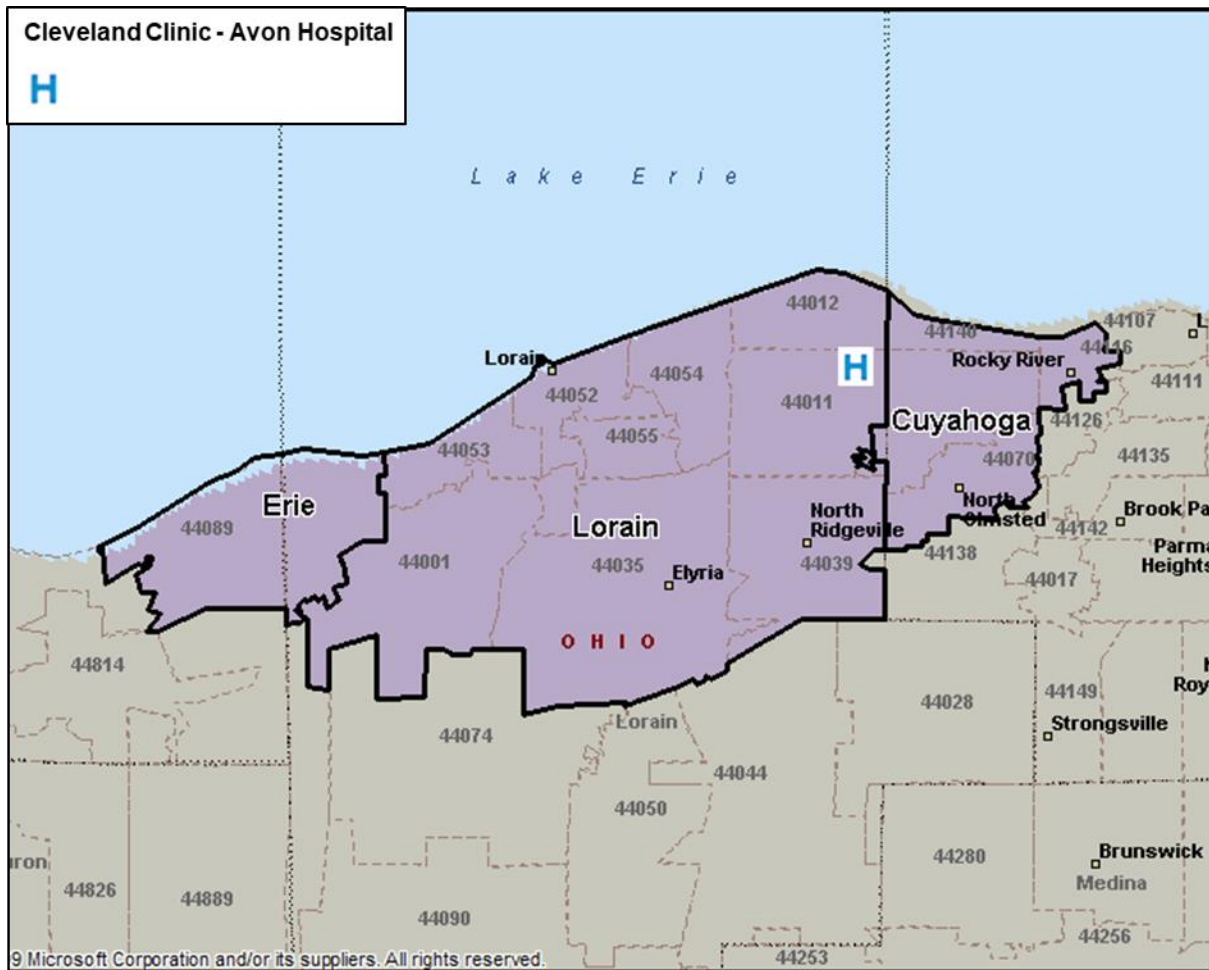 Cleveland Clinic - Avon Hospital
H
Lake Erie
44012
44140
44107
44116
Lorain
44052
44054
H
Rocky River
44111
44011
Cuyahoga
44126
44055
44053
44070
44135
Erie
44089
Lorain
North
Ridgeville
North
Olmsted
44142
Brook Pa
Parma
Heights
44001
44035
Elyria
44039
44138
44017
OHIO
44814
44028
44149
Roy
Lorain
44074
Strongsville
44044
44050
44280
Brunswick
Medina
uron
44826
44889
44090
44256
44253
9 Microsoft Corporation and/or its suppliers. All rights reserved.